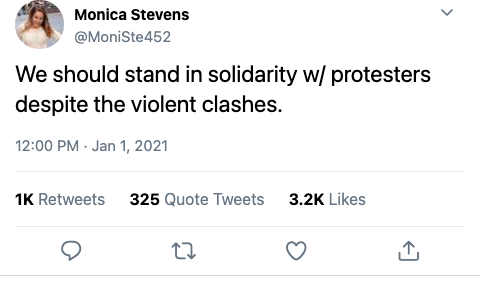 Monica Stevens
@MoniSte452
We should stand in solidarity w/ protesters
despite the violent clashes.
12:00 PM · Jan 1, 2021
1K Retweets 325 Quote Tweets 3.2K Likes